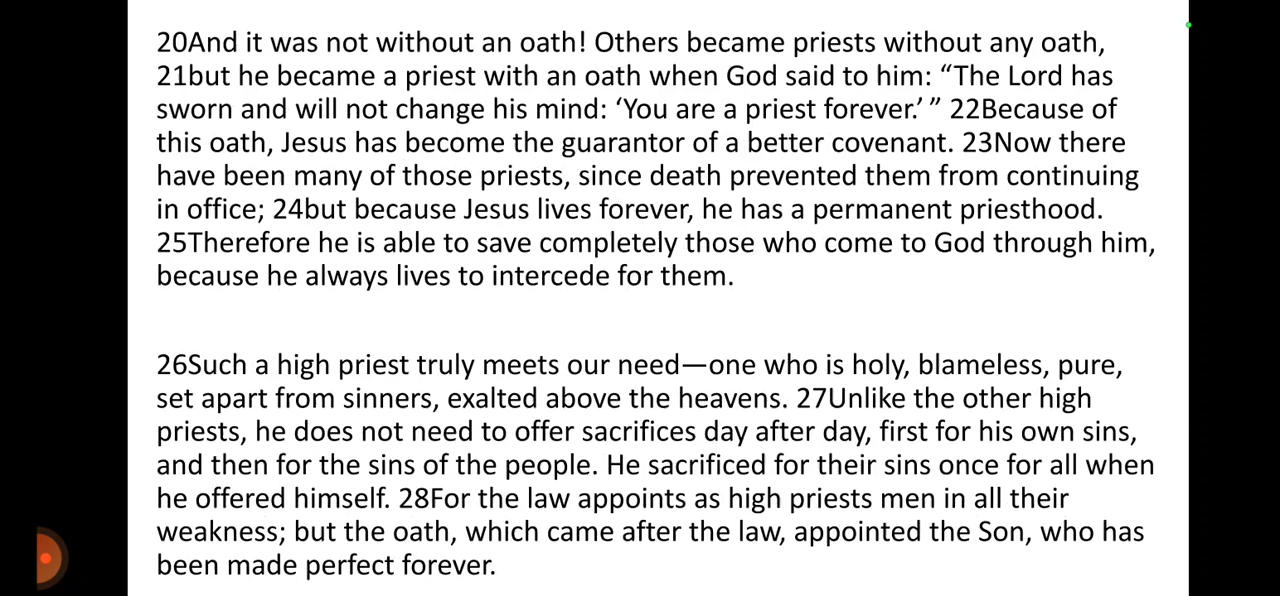 20And it was not without an oath! Others became priests without any oath,
21but he became a priest with an oath when God said to him: “The Lord has
sworn and will not change his mind: ‘You are a priest forever.’ ” 22Because of
this oath, Jesus has become the guarantor of a better covenant. 23Now there
have been many of those priests, since death prevented them from continuing
in office; 24but because Jesus lives forever, he has a permanent priesthood.
25Therefore he is able to save completely those who come to God through him,
because he always lives to intercede for them.
26Such a high priest truly meets our need—one who is holy, blameless, pure,
set apart from sinners, exalted above the heavens. 27Unlike the other high
priests, he does not need to offer sacrifices day after day, first for his own sins,
and then for the sins of the people. He sacrificed for their sins once for all when
he offered himself. 28For the law appoints as high priests men in all their
weakness; but the oath, which came after the law, appointed the Son, who has
been made perfect forever.